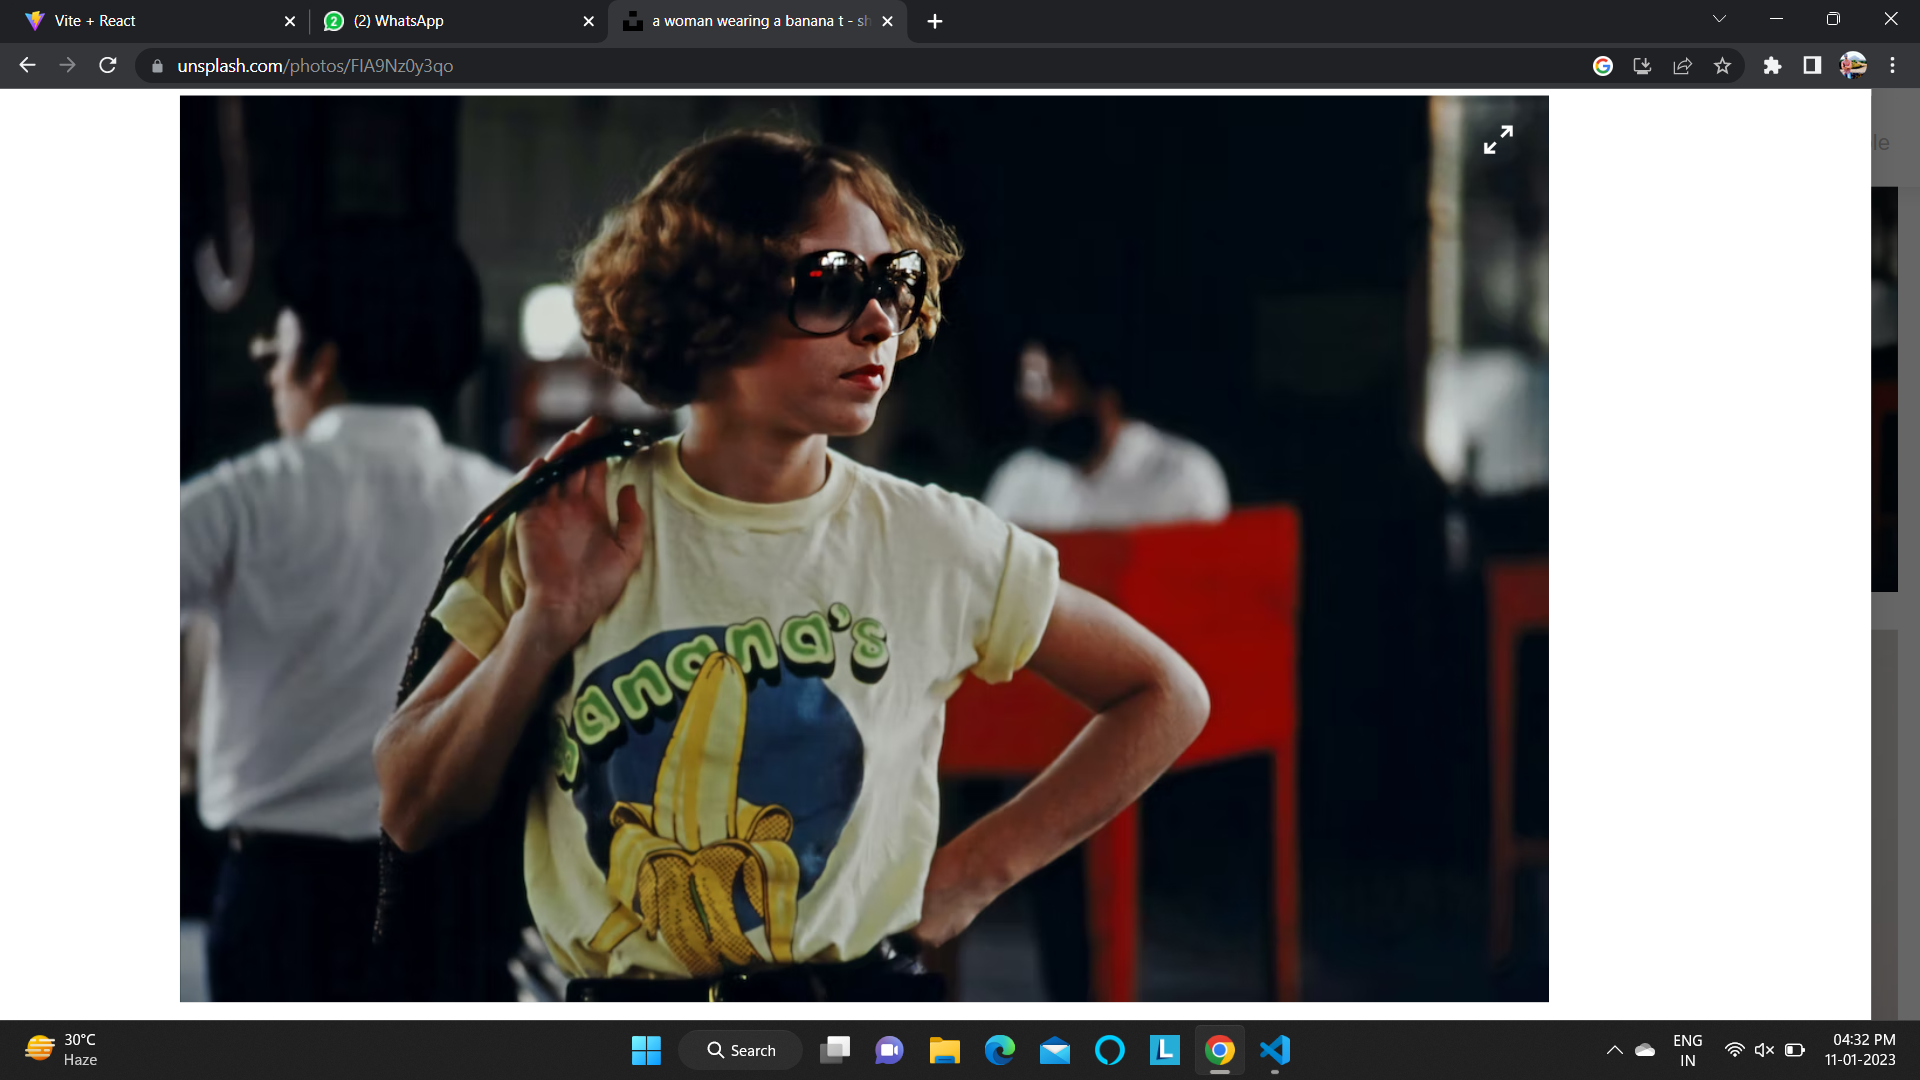 Vite + React
(2) WhatsApp
a woman wearing a banana t - sh
unsplash.com/photos/FIA9Nz0y3qo
le
banana's
30°C
Haze
Search
ENG
IN
04:32 PM
11-01-2023